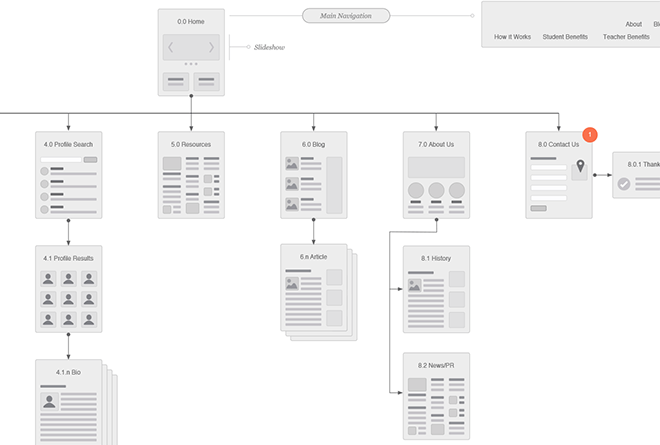 0.0 Home
Main Navigation
About
How it Works Student Benefits Teacher Benefits
Slideshow
4.0 Profile Search
5.0 Resources
6.0 Blog
7.0 About Us
8.0 Contact Us
1
8.0.1 Thank
4.1 Profile Results
6.n Article
8.1 History
4.1.n Bio
8.2 News/PR